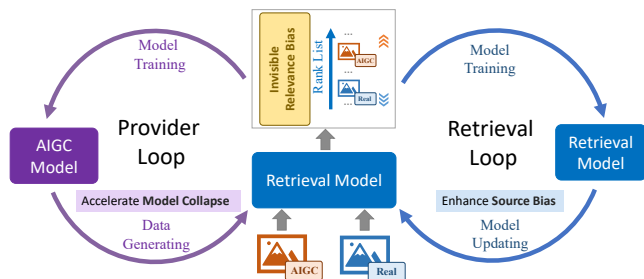 Model
Training
Invisible
Relevance Bias
Rank List
...
AIGC
...
Real
...
Model
Training
AIGC
Model
Provider
Loop
Retrieval
Loop
Retrieval Model
Accelerate Model Collapse
Retrieval Model
Enhance Source Bias
Data
Generating
Model
Updating
AIGC
Real